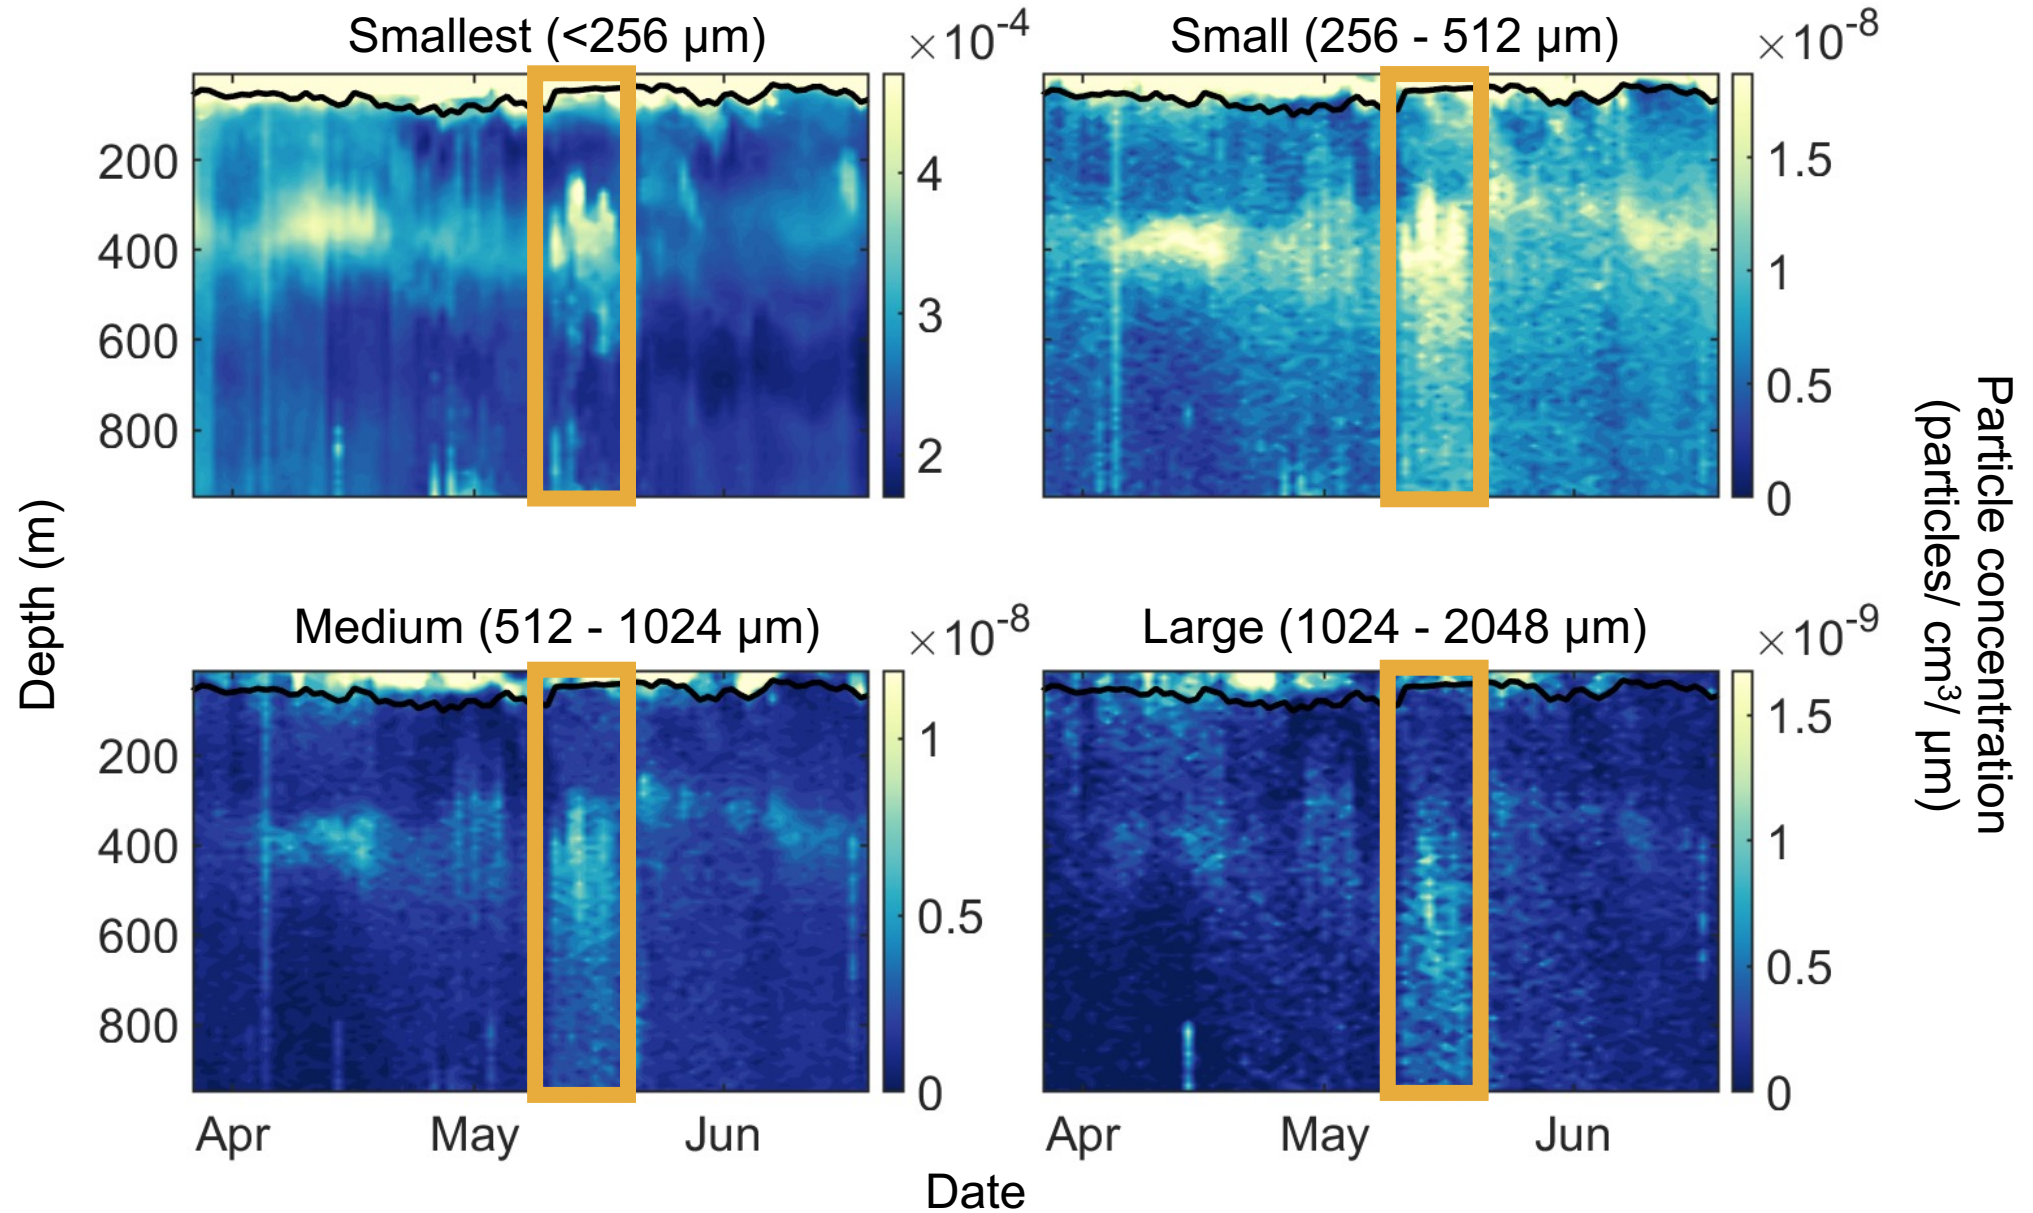 Smallest (<256 μm)
×10-4
Small (256 - 512 μm)
×10-8
200
400
600
800
4
3
2
1.5
1
0.5
0
Medium (512 - 1024 μm)
×10-8
Large (1024 - 2048 μm)
×10-9
200
400
600
800
1
0.5
0
1.5
1
0.5
0
Apr
May
Jun
Apr
May
Jun
Depth (m)
Date
Particle concentration
(particles/ cm3/ μm)